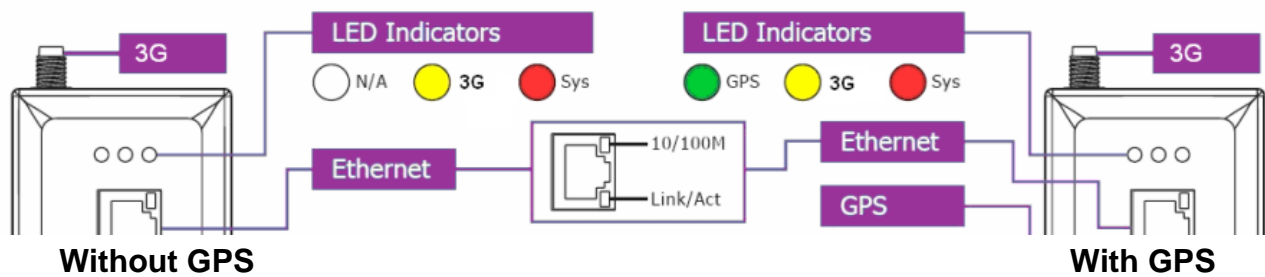 LED Indicators
LED Indicators
3G
3G
N/A 3G Sys
GPS 3G Sys
10/100M
Ethernet
Ethernet
Link/Act
GPS
Without GPS
With GPS